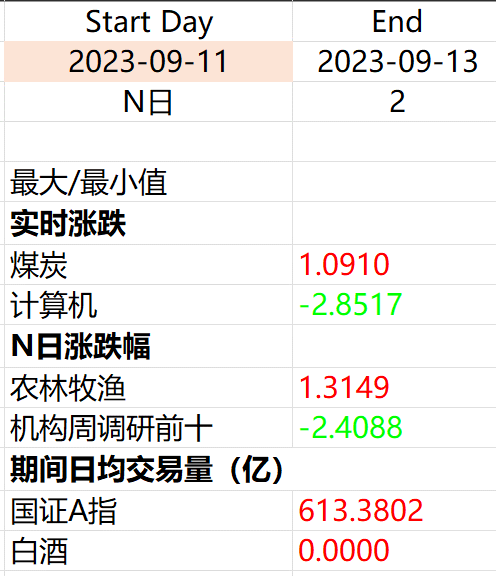 Start Day End
2023-09-11 2023-09-13
N日 2
最大/最小值
实时涨跌
煤炭 1.0910
计算机 -2.8517
N日涨跌幅
农林牧渔 1.3149
机构周调研前十 -2.4088
期间日均交易量（亿）
国证A指 613.3802
白酒 0.0000